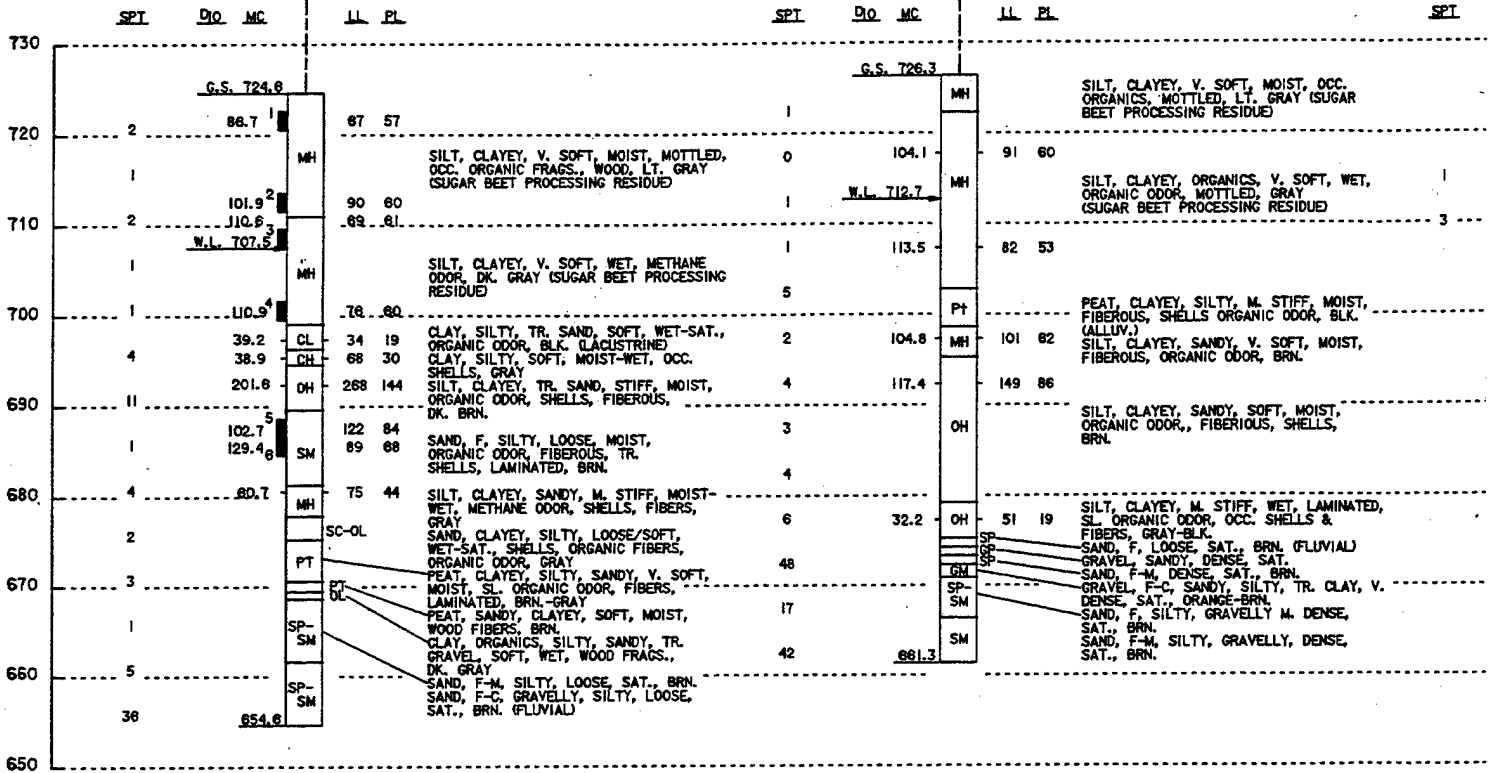 SPT D10 MC LL PL SPT D10 MC LL PL SPT
730
G.S. 724.6
G.S. 726.3
MH
SILT, CLAYEY, V. SOFT, MOIST, OCC.
ORGANICS, MOTTLED, LT. GRAY (SUGAR
BEET PROCESSING RESIDUE)
86.7 1 67 57
1
720
2
MH
SILT, CLAYEY, V. SOFT, MOIST, MOTTLED,
OCC. ORGANIC FRAGS., WOOD, LT. GRAY
(SUGAR BEET PROCESSING RESIDUE)
0 104.1 91 60
1
MH
SILT, CLAYEY, ORGANICS, V. SOFT, WET,
ORGANIC ODOR, MOTTLED, GRAY
(SUGAR BEET PROCESSING RESIDUE)
1
W.L. 712.7
101.9 2 90 60
1
710
2 110.6 69 61
3
3
W.L. 707.5
1 113.5 82 53
1
MH
SILT, CLAYEY, V. SOFT, WET, METHANE
ODOR, DK. GRAY (SUGAR BEET PROCESSING
RESIDUE)
5
700
1 110.9 4 76 60
Pt
PEAT, CLAYEY, SILTY, M. STIFF, MOIST,
FIBEROUS, SHELLS ORGANIC ODOR, BLK.
(ALLUV.)
39.2 CL 34 19
CLAY, SILTY, TR. SAND, SOFT, WET-SAT.,
ORGANIC ODOR, BLK. (LACUSTRINE)
2 104.8 MH 101 62
SILT, CLAYEY, SANDY, V. SOFT, MOIST,
FIBEROUS, ORGANIC ODOR, BRN.
4 38.9 CH 68 30
CLAY, SILTY, SOFT, MOIST-WET, OCC.
SHELLS, GRAY
201.6 OH 268 144
SILT, CLAYEY, TR. SAND, STIFF, MOIST,
ORGANIC ODOR, SHELLS, FIBEROUS,
DK. BRN.
4 117.4 149 86
690
11
OH
SILT, CLAYEY, SANDY, SOFT, MOIST,
ORGANIC ODOR,, FIBERIOUS, SHELLS,
BRN.
5
102.7 122 84
3
1 129.4 6 SM 89 68
SAND, F, SILTY, LOOSE, MOIST,
ORGANIC ODOR, FIBEROUS, TR.
SHELLS, LAMINATED, BRN.
4
680
4 60.7 MH 75 44
SILT, CLAYEY, SANDY, M. STIFF, MOIST-
WET, METHANE ODOR, SHELLS, FIBERS,
GRAY
6 32.2 OH 51 19
SILT, CLAYEY, M. STIFF, WET, LAMINATED,
SL. ORGANIC ODOR, OCC. SHELLS &
FIBERS, GRAY-BLK.
2 SC-OL
SAND, CLAYEY, SILTY, LOOSE/SOFT,
WET-SAT., SHELLS, ORGANIC FIBERS,
ORGANIC ODOR, GRAY
SP
SAND, F, LOOSE, SAT., BRN. (FLUVIAL)
GP
GRAVEL, SANDY, DENSE, SAT.
SP
SAND, F-M, DENSE, SAT., BRN.
48
PT
PEAT, CLAYEY, SILTY, SANDY, V. SOFT,
MOIST, SL. ORGANIC ODOR, FIBERS,
LAMINATED, BRN.-GRAY
GM
GRAVEL, F-C, SANDY, SILTY, TR. CLAY, V.
DENSE, SAT., ORANGE-BRN.
670
3
PT
PEAT, SANDY, CLAYEY, SOFT, MOIST,
WOOD FIBERS, BRN.
OL
CLAY, ORGANICS, SILTY, SANDY, TR.
GRAVEL, SOFT, WET, WOOD FRAGS.,
DK. GRAY
17
SP-
SM
SAND, F, SILTY, GRAVELLY M. DENSE,
SAT., BRN.
1
SP-
SM
SAND, F-M, SILTY, LOOSE, SAT., BRN.
42
SM
SAND, F-M, SILTY, GRAVELLY, DENSE,
SAT., BRN.
661.3
660
5
SP-
SM
SAND, F-C, GRAVELLY, SILTY, LOOSE,
SAT., BRN. (FLUVIAL)
36
654.6
650